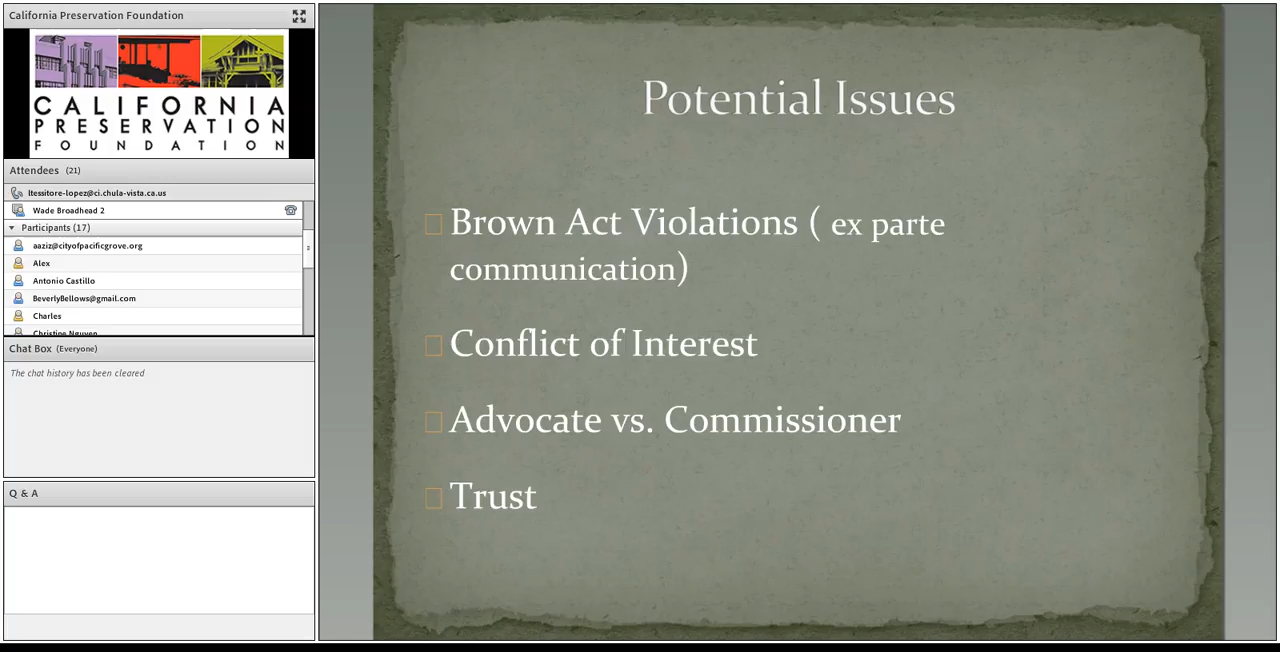 California Preservation Foundation
CALIFORNIA
PRESERVATION
FOUNDATION
Attendees (21)
ltessitore-lopez@ci.chula-vista.ca.us
Wade Broadhead 2
Participants (17)
aaziz@cityofpacificgrove.org
Alex
Antonio Castillo
BeverlyBellows@gmail.com
Charles
Christine Nguyen
Chat Box (Everyone)
The chat history has been cleared
Q & A
Potential Issues
Brown Act Violations ( ex parte
communication)
Conflict of Interest
Advocate vs. Commissioner
Trust